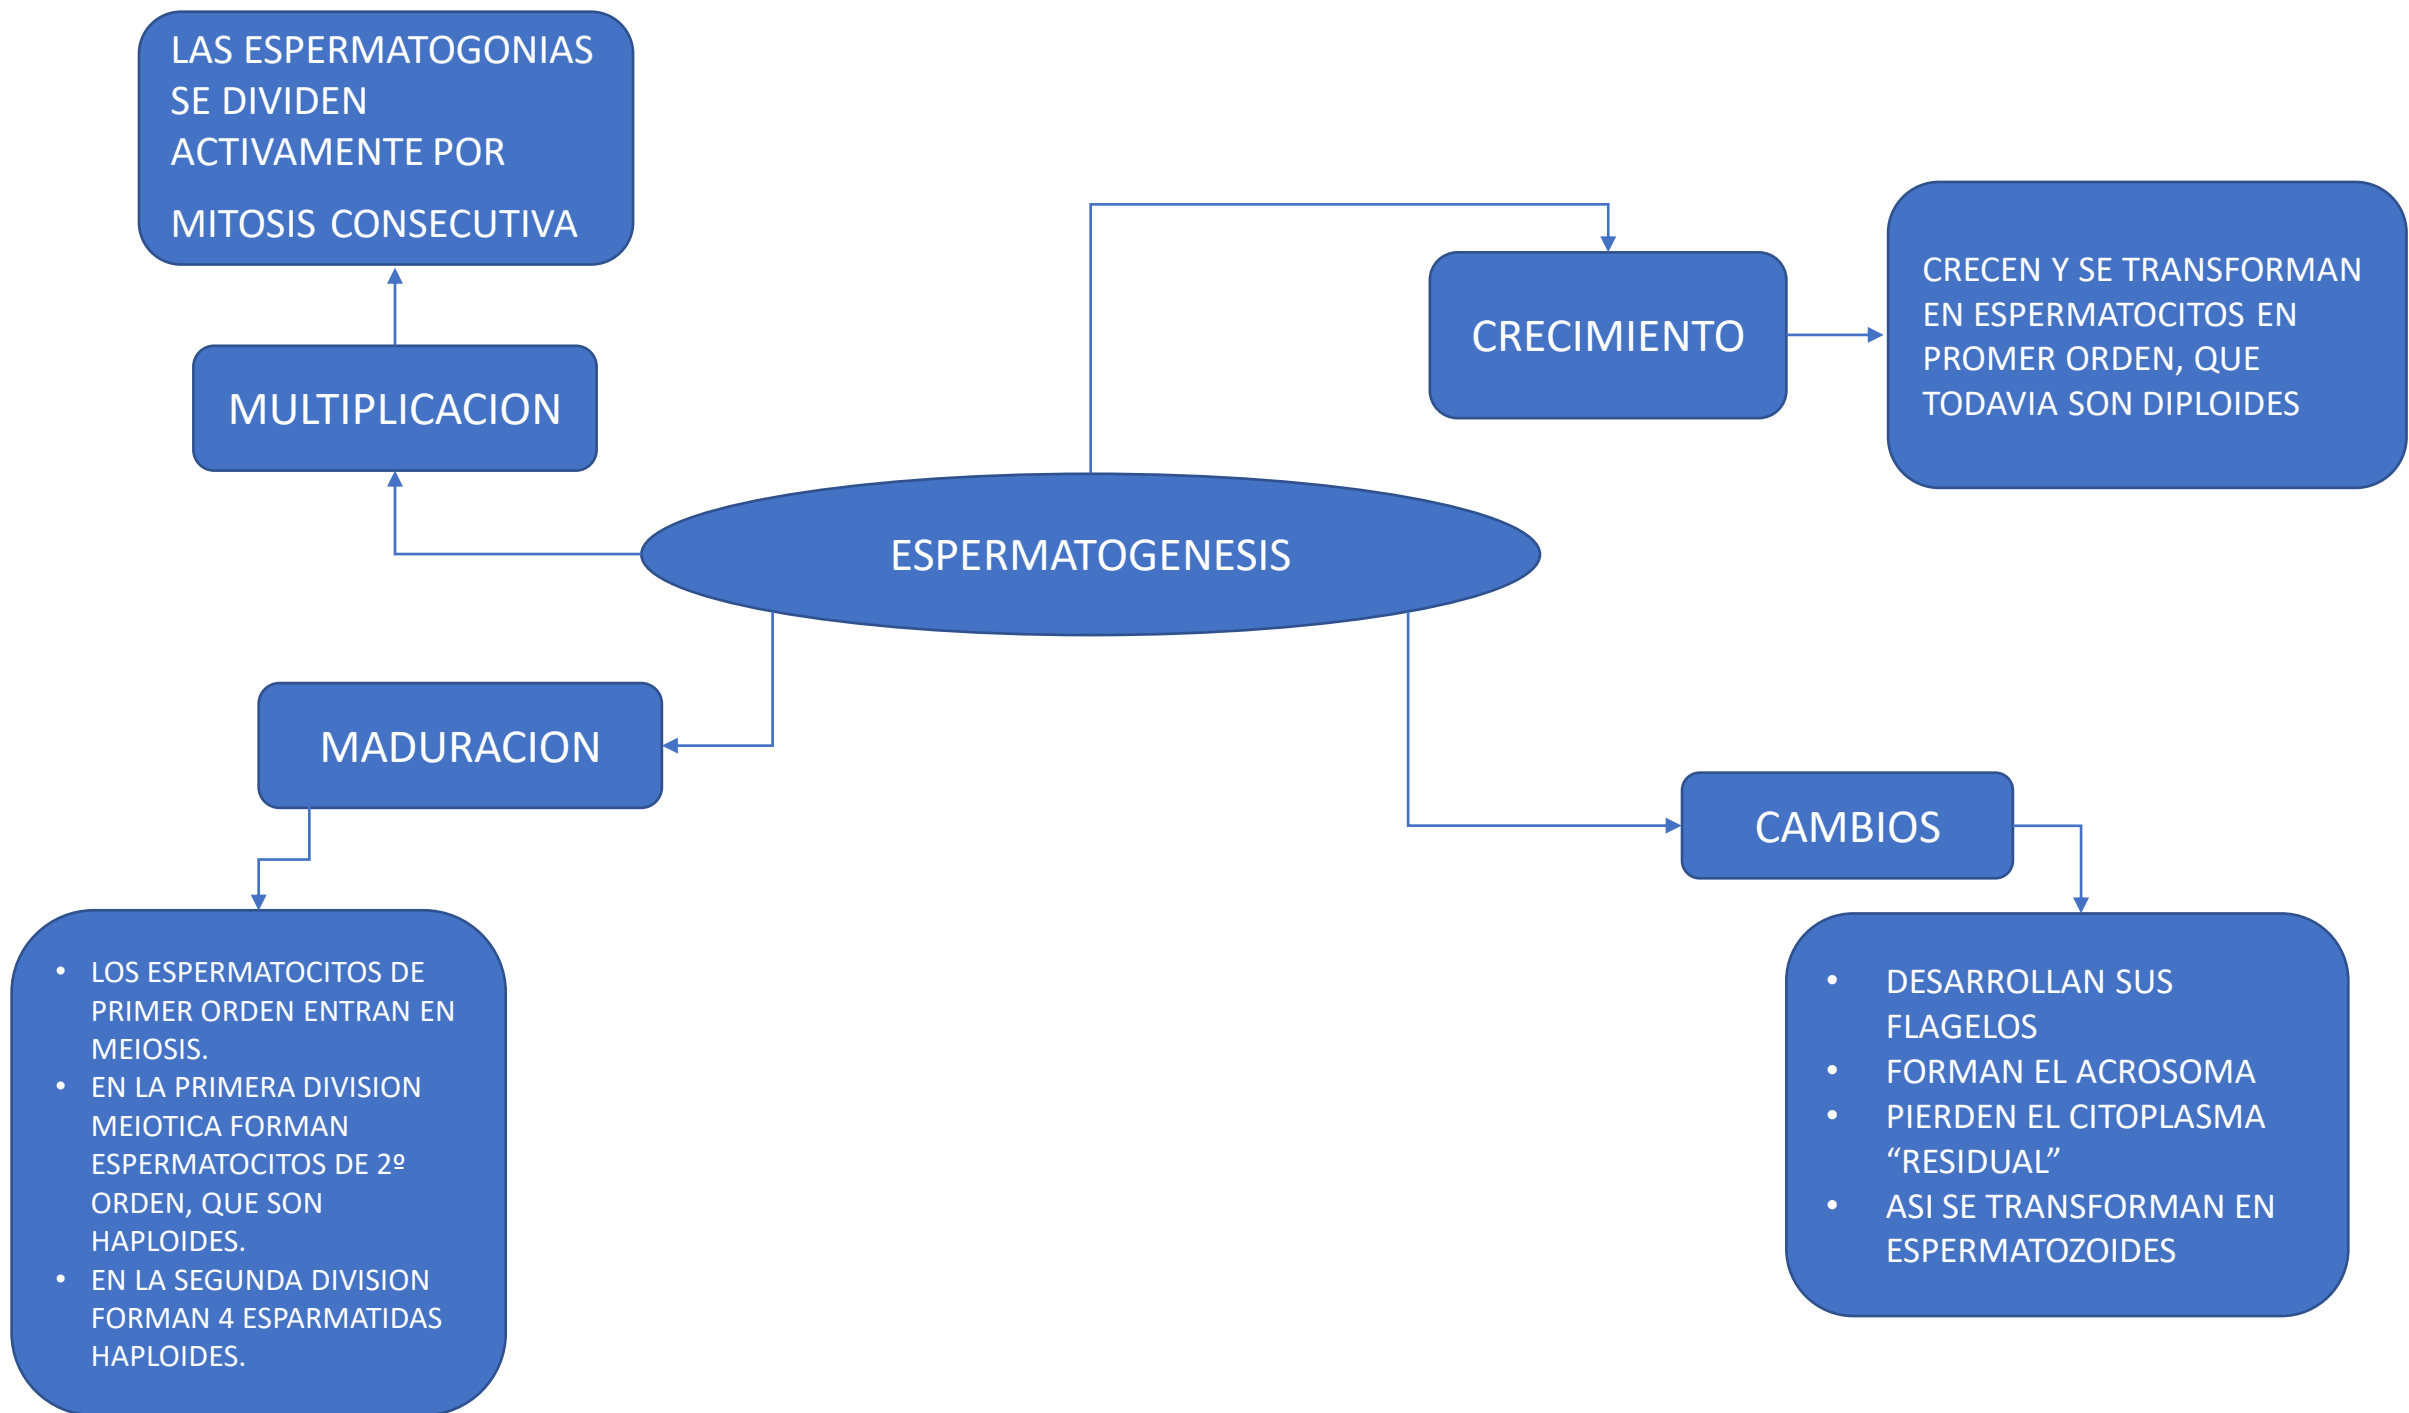 LAS ESPERMATOGONIAS
SE DIVIDEN
ACTIVAMENTE POR
MITOSIS CONSECUTIVA
MULTIPLICACION
CRECIMIENTO
CRECEN Y SE TRANSFORMAN
EN ESPERMATOCITOS EN
PROMER ORDEN, QUE
TODAVIA SON DIPLOIDES
ESPERMATOGENESIS
MADURACION
CAMBIOS
• LOS ESPERMATOCITOS DE
PRIMER ORDEN ENTRAN EN
MEIOSIS.
• EN LA PRIMERA DIVISION
MEIOTICA FORMAN
ESPERMATOCITOS DE 2º
ORDEN, QUE SON
HAPLOIDES.
• EN LA SEGUNDA DIVISION
FORMAN 4 ESPARMATIDAS
HAPLOIDES.
• DESARROLLAN SUS
FLAGELOS
• FORMAN EL ACROSOMA
• PIERDEN EL CITOPLASMA
“RESIDUAL”
• ASI SE TRANSFORMAN EN
ESPERMATOZOIDES